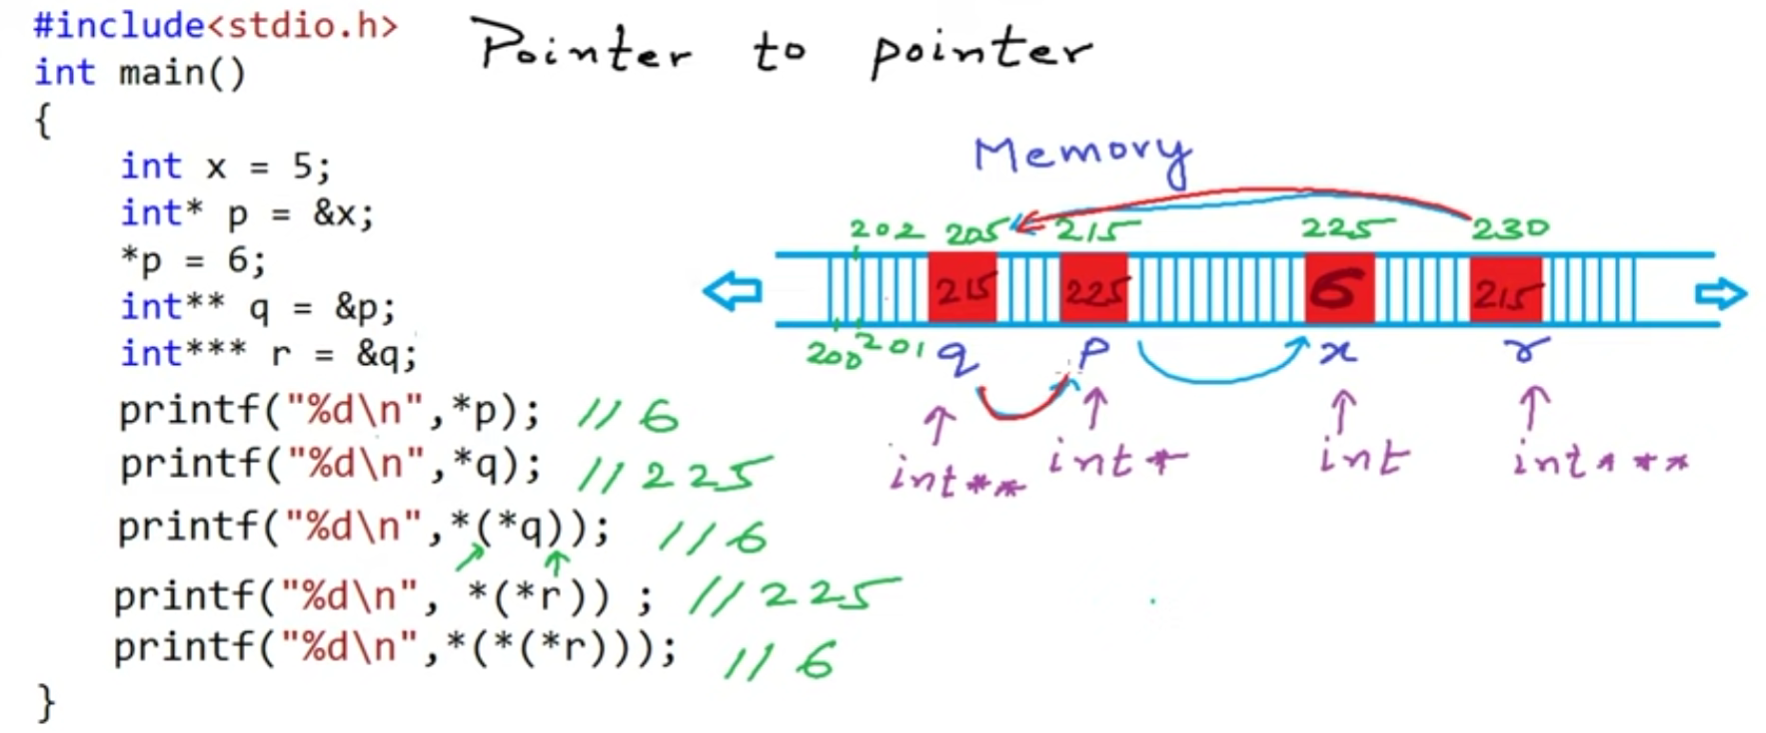 #include<stdio.h>
Pointer to pointer
int main()
{
int x = 5;
int* p = &x;
*p = 6;
int** q = &p;
int*** r = &q;
printf("%d\n",*p); //6
printf("%d\n",*q); //225
printf("%d\n",*(*q)); //6
printf("%d\n", *(*r)) ; //225
printf("%d\n",*(*(*r))); //6
}
Memory
202 205 215 225 230
215 225 6 215
200 201 q p x r
int** int* int int***